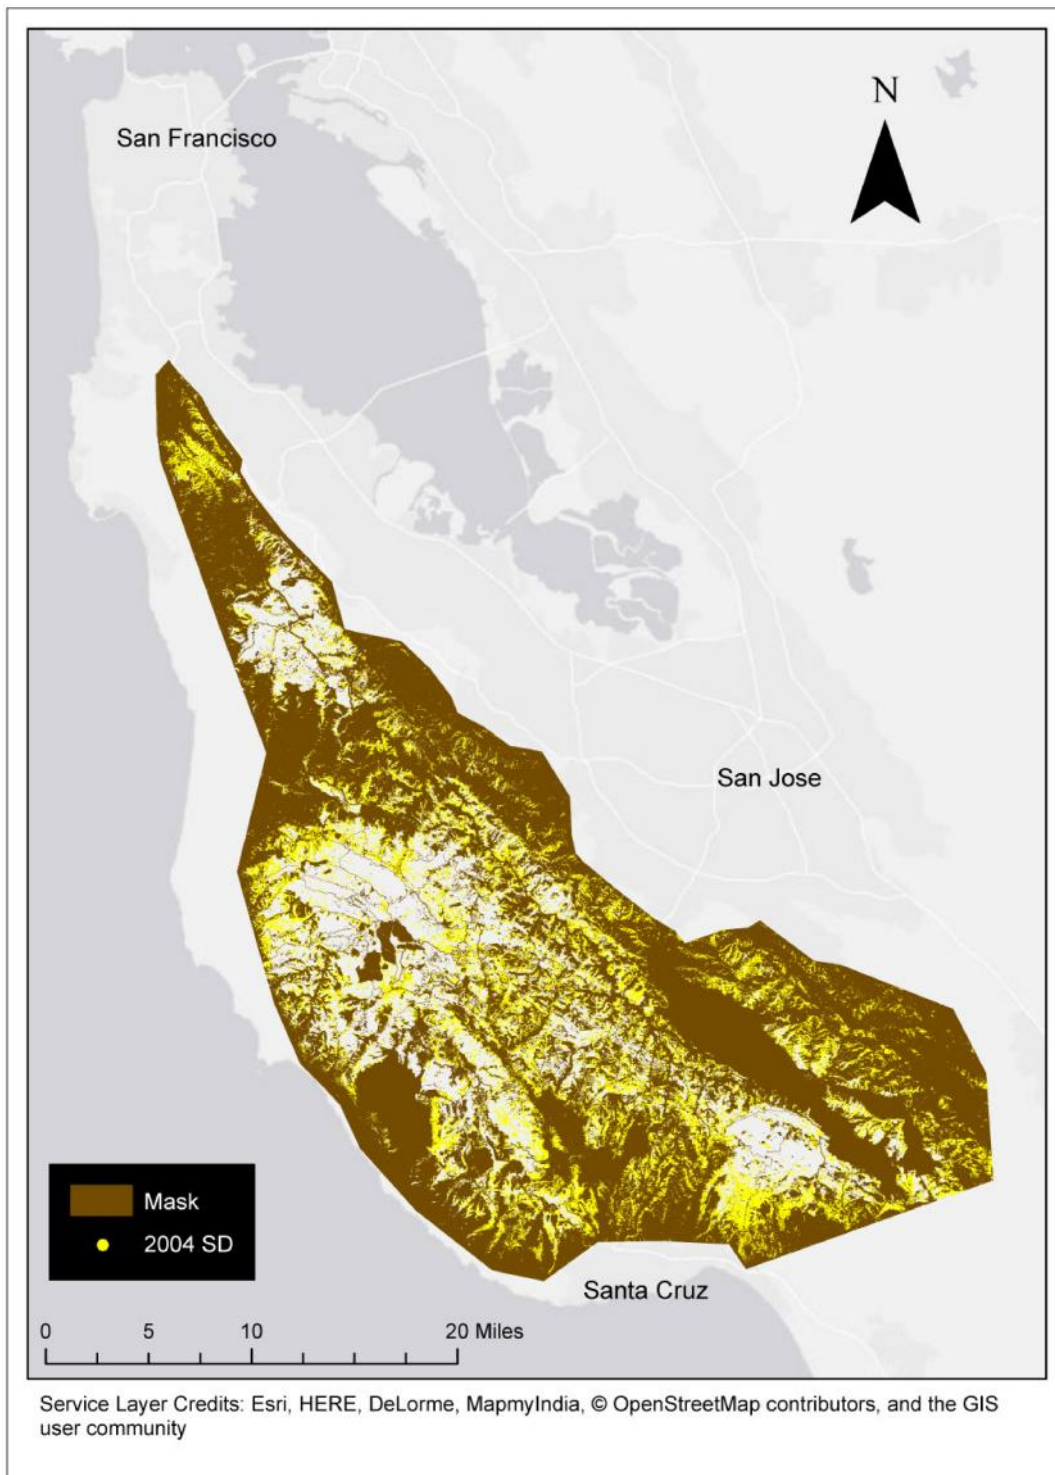 San Francisco
N
San Jose
Mask
2004 SD
Santa Cruz
0 5 10 20 Miles
Service Layer Credits: Esri, HERE, DeLorme, MapmyIndia, © OpenStreetMap contributors, and the GIS
user community